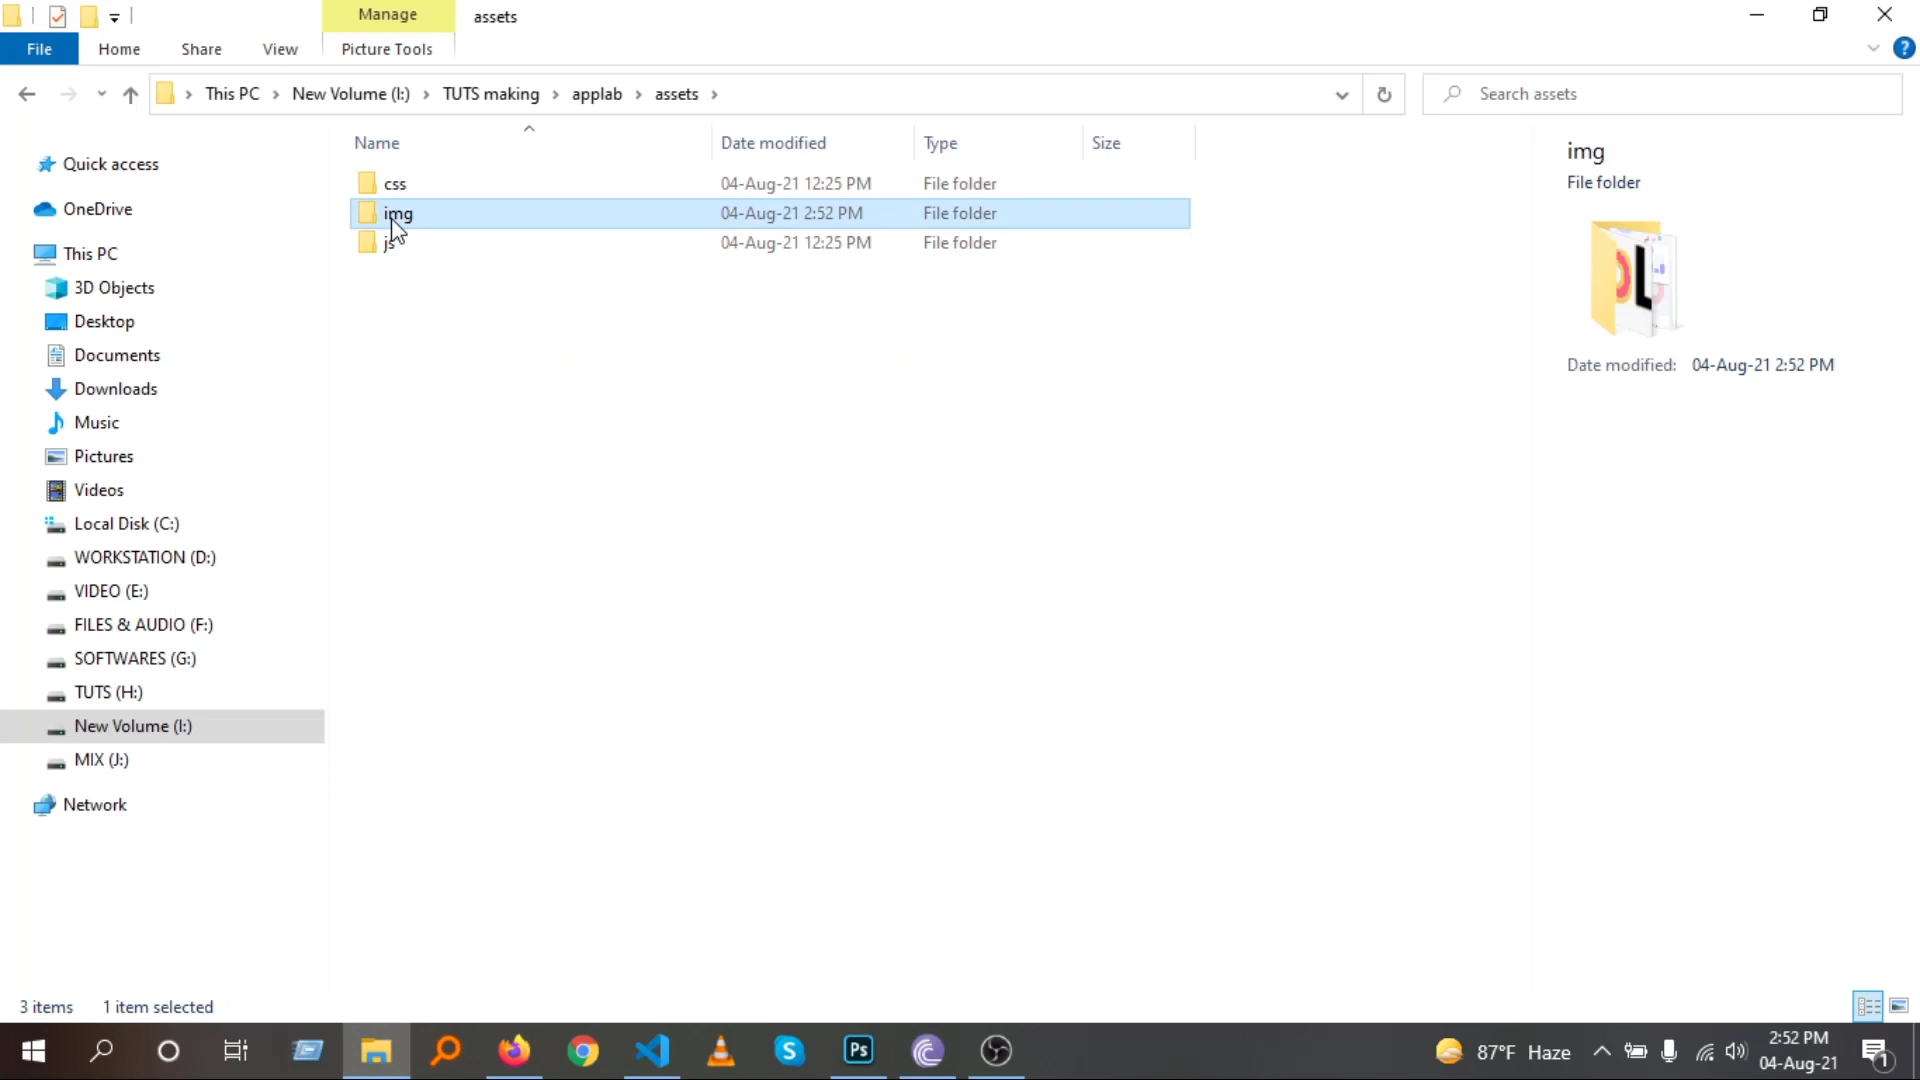 Manage
assets
File
Home
Share
View
Picture Tools
This PC
New Volume (I:)
TUTS making
applab
assets
Search assets
Name
Date modified
Type
Size
css
04-Aug-21 12:25 PM
File folder
img
04-Aug-21 2:52 PM
File folder
js
04-Aug-21 12:25 PM
File folder
Quick access
OneDrive
This PC
3D Objects
Desktop
Documents
Downloads
Music
Pictures
Videos
Local Disk (C:)
WORKSTATION (D:)
VIDEO (E:)
FILES & AUDIO (F:)
SOFTWARES (G:)
TUTS (H:)
New Volume (I:)
MIX (J:)
Network
img
File folder
Date modified: 04-Aug-21 2:52 PM
3 items
1 item selected
Ps
87°F Haze
2:52 PM
04-Aug-21
1